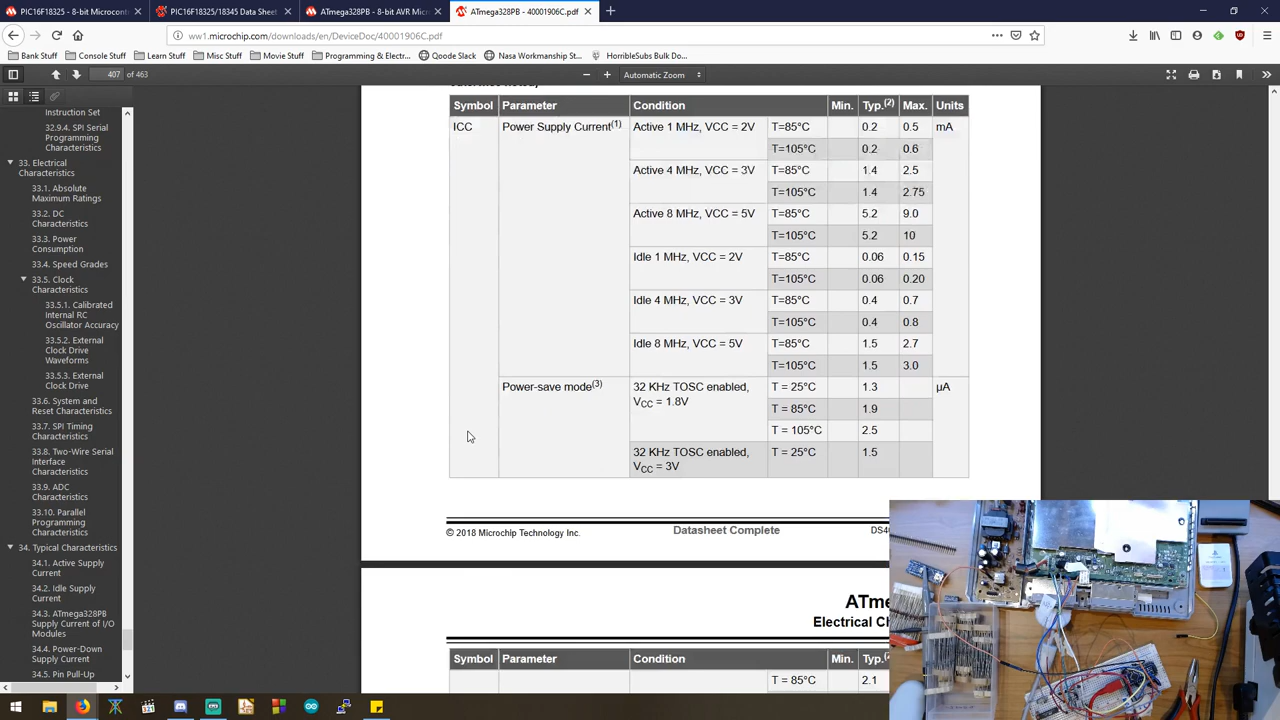 PIC16F18325 - 8-bit Microcont
PIC16F18325/18345 Data Sheet
ATmega328PB - 8-bit AVR Micro
ATmega328PB - 40001906C.pdf
ww1.microchip.com/downloads/en/DeviceDoc/40001906C.pdf
Bank Stuff Console Stuff Learn Stuff Misc Stuff Movie Stuff Programming & Electr... Qode Slack Nasa Workmanship St... HorribleSubs Bulk Do...
407 of 463 Automatic Zoom
Instruction Set
32.9.4. SPI Serial
Programming
Characteristics
33. Electrical
Characteristics
33.1. Absolute
Maximum Ratings
33.2. DC
Characteristics
33.3. Power
Consumption
33.4. Speed Grades
33.5. Clock
Characteristics
33.5.1. Calibrated
Internal RC
Oscillator Accuracy
33.5.2. External
Clock Drive
Waveforms
33.5.3. External
Clock Drive
33.6. System and
Reset Characteristics
33.7. SPI Timing
Characteristics
33.8. Two-Wire Serial
Interface
Characteristics
33.9. ADC
Characteristics
33.10. Parallel
Programming
Characteristics
34. Typical Characteristics
34.1. Active Supply
Current
34.2. Idle Supply
Current
34.3. ATmega328PB
Supply Current of I/O
Modules
34.4. Power-Down
Supply Current
34.5. Pin Pull-Up
Symbol Parameter Condition Min. Typ.(2) Max. Units
ICC Power Supply Current(1) Active 1 MHz, VCC = 2V T=85°C 0.2 0.5 mA
T=105°C 0.2 0.6
Active 4 MHz, VCC = 3V T=85°C 1.4 2.5
T=105°C 1.4 2.75
Active 8 MHz, VCC = 5V T=85°C 5.2 9.0
T=105°C 5.2 10
Idle 1 MHz, VCC = 2V T=85°C 0.06 0.15
T=105°C 0.06 0.20
Idle 4 MHz, VCC = 3V T=85°C 0.4 0.7
T=105°C 0.4 0.8
Idle 8 MHz, VCC = 5V T=85°C 1.5 2.7
T=105°C 1.5 3.0
Power-save mode(3) 32 KHz TOSC enabled, T = 25°C 1.3 µA
VCC = 1.8V
T = 85°C 1.9
T = 105°C 2.5
32 KHz TOSC enabled, T = 25°C 1.5
VCC = 3V
© 2018 Microchip Technology Inc. Datasheet Complete DS4
ATme
Electrical Ch
Symbol Parameter Condition Min. Typ.
T = 85°C 2.1